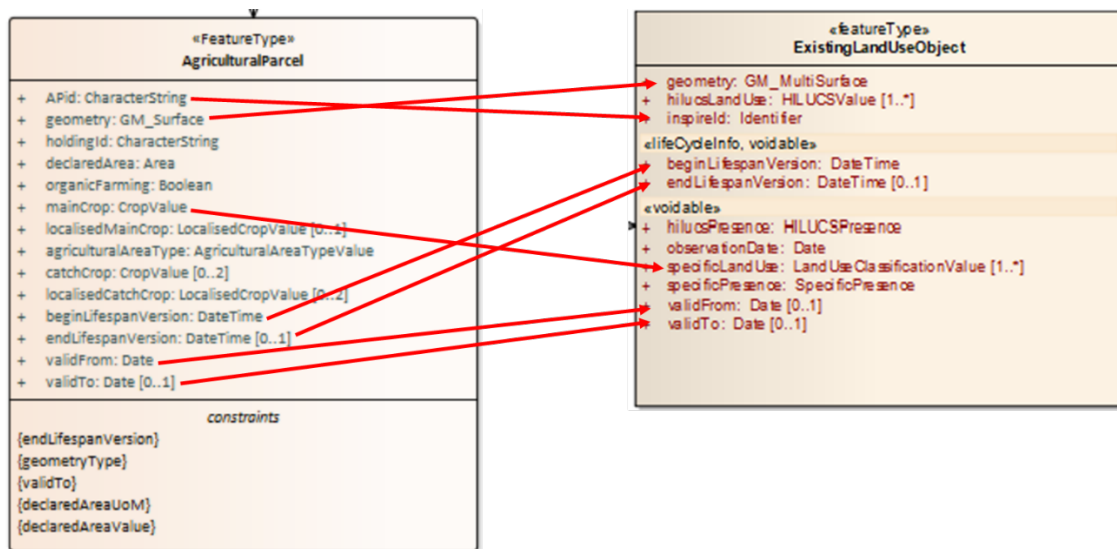 «FeatureType»
AgriculturalParcel
+ APid: CharacterString
+ geometry: GM_Surface
+ holdingId: CharacterString
+ declaredArea: Area
+ organicFarming: Boolean
+ mainCrop: CropValue
+ localisedMainCrop: LocalisedCropValue [0..1]
+ agriculturalAreaType: AgriculturalAreaTypeValue
+ catchCrop: CropValue [0..2]
+ localisedCatchCrop: LocalisedCropValue [0..2]
+ beginLifespanVersion: DateTime
+ endLifespanVersion: DateTime [0..1]
+ validFrom: Date
+ validTo: Date [0..1]
constraints
{endLifespanVersion}
{geometryType}
{validTo}
{declaredAreaUoM}
{declaredAreaValue}
«featureType»
ExistingLandUseObject
+ geometry: GM_MultiSurface
+ hilucsLandUse: HILUCSValue [1..*]
+ inspireId: Identifier
«lifeCycleInfo, voidable»
+ beginLifespanVersion: DateTime
+ endLifespanVersion: DateTime [0..1]
«voidable»
+ hilucsPresence: HILUCSPresence
+ observationDate: Date
+ specificLandUse: LandUseClassificationValue [1..*]
+ specificPresence: SpecificPresence
+ validFrom: Date [0..1]
+ validTo: Date [0..1]